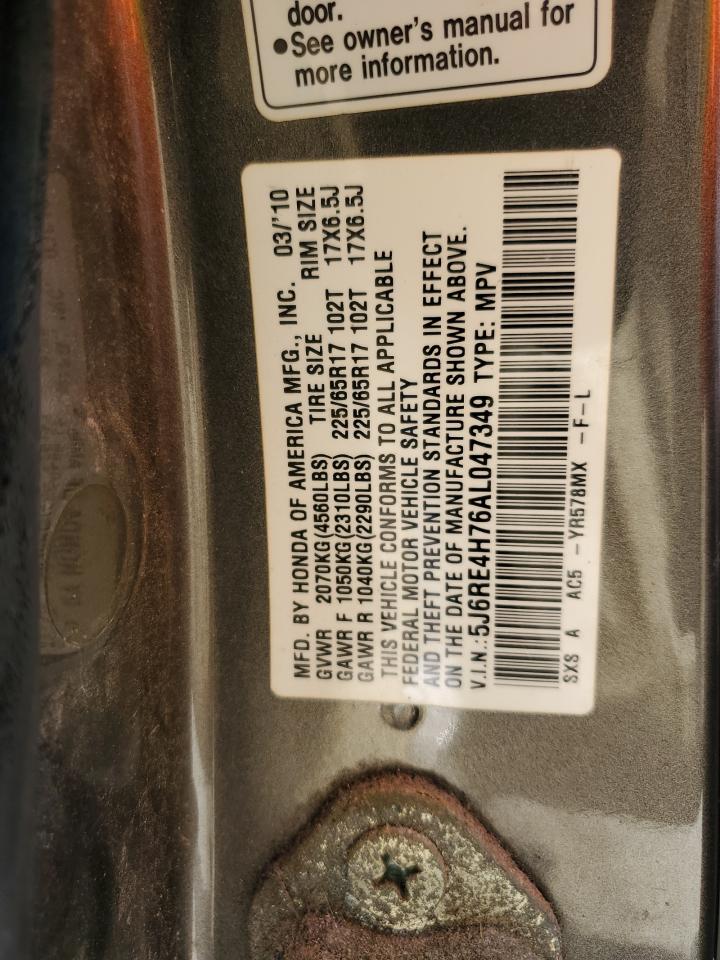 door.
●See owner's manual for
more information.
MFD. BY HONDA OF AMERICA MFG., INC. 03/'10
GVWR 2070KG(4560LBS) TIRE SIZE RIM SIZE
GAWR F 1050KG(2310LBS) 225/65R17 102T 17X6.5J
GAWR R 1040KG(2290LBS) 225/65R17 102T 17X6.5J
THIS VEHICLE CONFORMS TO ALL APPLICABLE
FEDERAL MOTOR VEHICLE SAFETY
AND THEFT PREVENTION STANDARDS IN EFFECT
ON THE DATE OF MANUFACTURE SHOWN ABOVE.
V.I.N.:5J6RE4H76AL047349 TYPE: MPV
SXS A AC5 -YR578MX -F-L